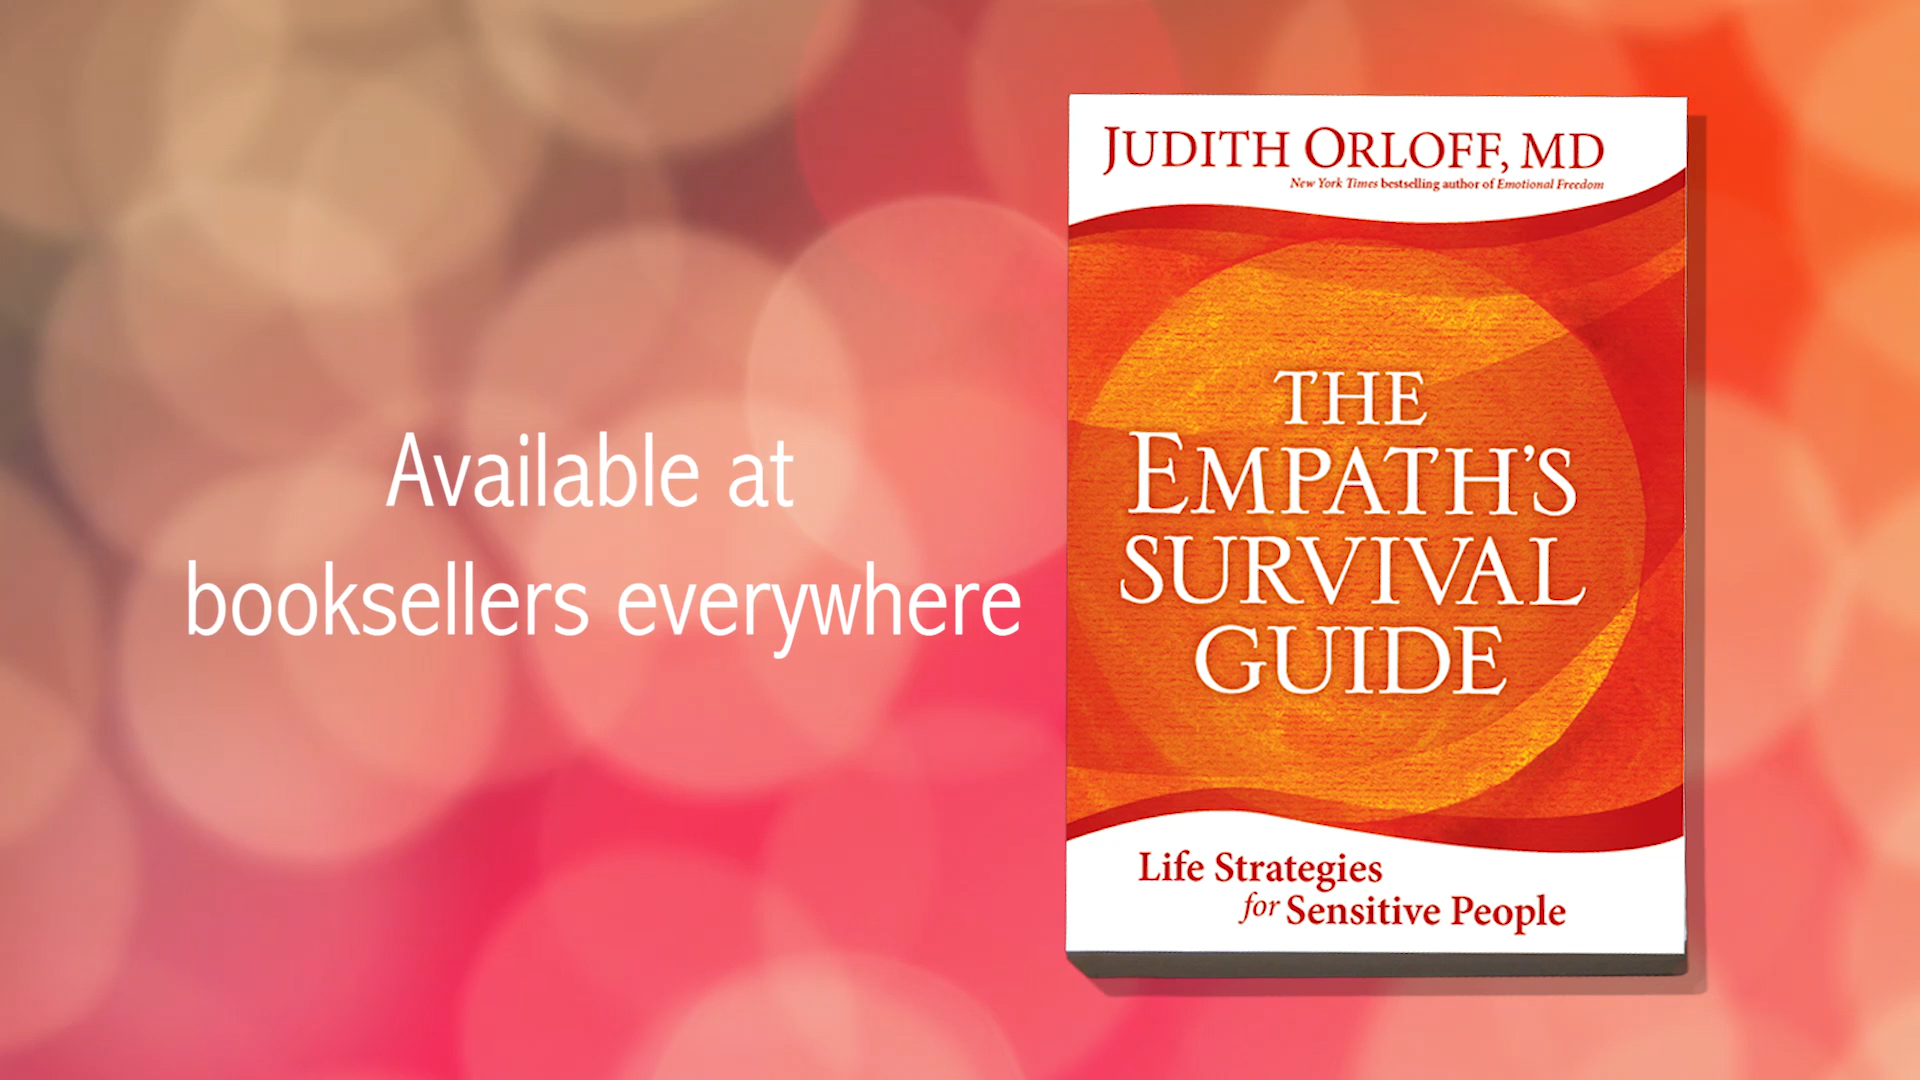 Available at
booksellers everywhere
JUDITH ORLOFF, MD
New York Times bestselling author of Emotional Freedom
THE
EMPATH'S
SURVIVAL
GUIDE
Life Strategies
for Sensitive People